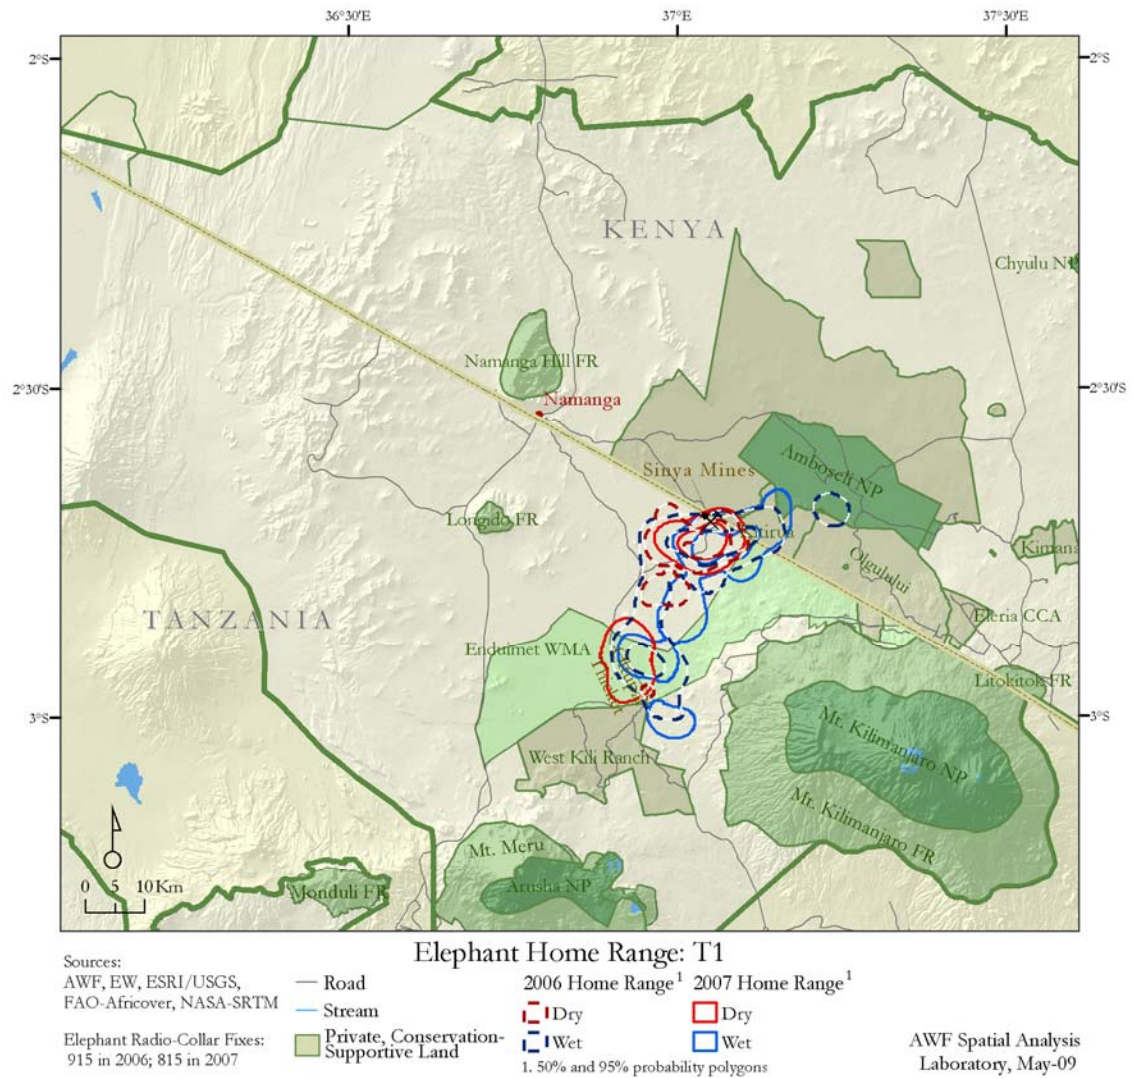 36°30'E
37°E
37°30'E
2°S
2°S
KENYA
Chyulu NP
Namanga Hill FR
2°30'S
2°30'S
Namanga
Sinya Mines
Amboseli NP
Longido FR
Kitirua
Kimana
Olgulului
TANZANIA
Eleria CCA
Enduimet WMA
Litokitok FR
3°S
3°S
Mt. Kilimanjaro NP
West Kili Ranch
Mt. Kilimanjaro FR
Mt. Meru
0 5 10 Km
Monduli FR
Arusha NP
Elephant Home Range: T1
Sources:
AWF, EW, ESRI/USGS,
FAO-Africover, NASA-SRTM
Elephant Radio-Collar Fixes:
915 in 2006; 815 in 2007
Road
Stream
Private, Conservation-
Supportive Land
2006 Home Range¹
Dry
Wet
2007 Home Range¹
Dry
Wet
1. 50% and 95% probability polygons
AWF Spatial Analysis
Laboratory, May-09